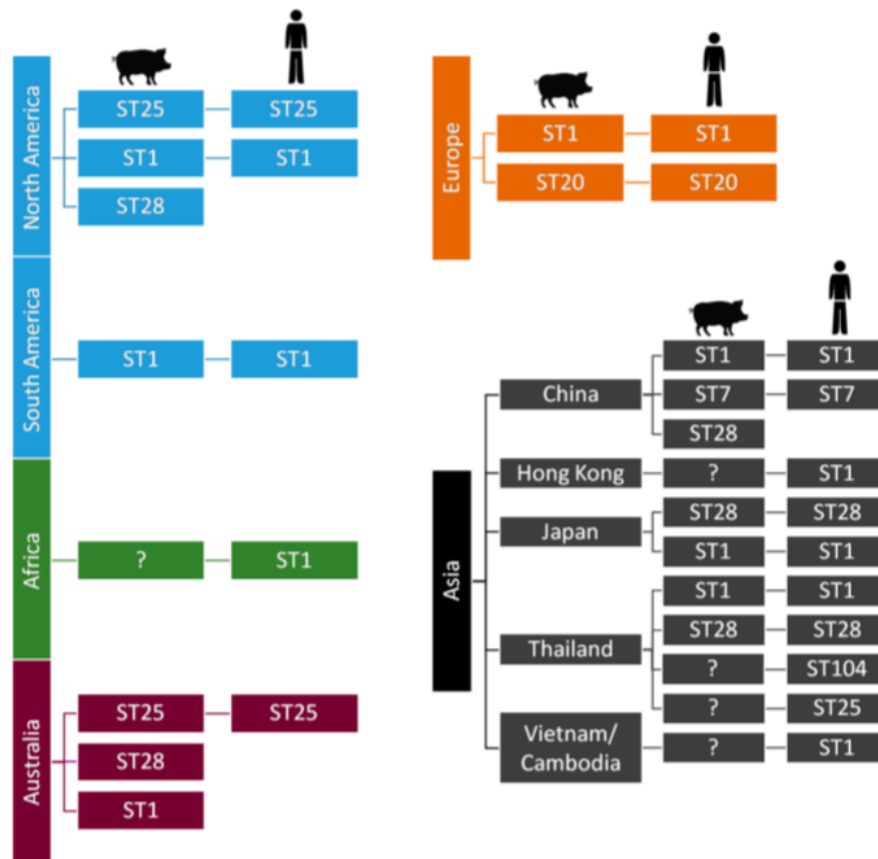 North America
ST25 ST25
ST1 ST1
ST28
South America
ST1 ST1
Africa
? ST1
Australia
ST25 ST25
ST28
ST1
Europe
ST1 ST1
ST20 ST20
Asia
China
ST1 ST1
ST7 ST7
ST28
Hong Kong
? ST1
Japan
ST28 ST28
ST1 ST1
Thailand
ST1 ST1
ST28 ST28
? ST104
? ST25
Vietnam/
Cambodia
? ST1